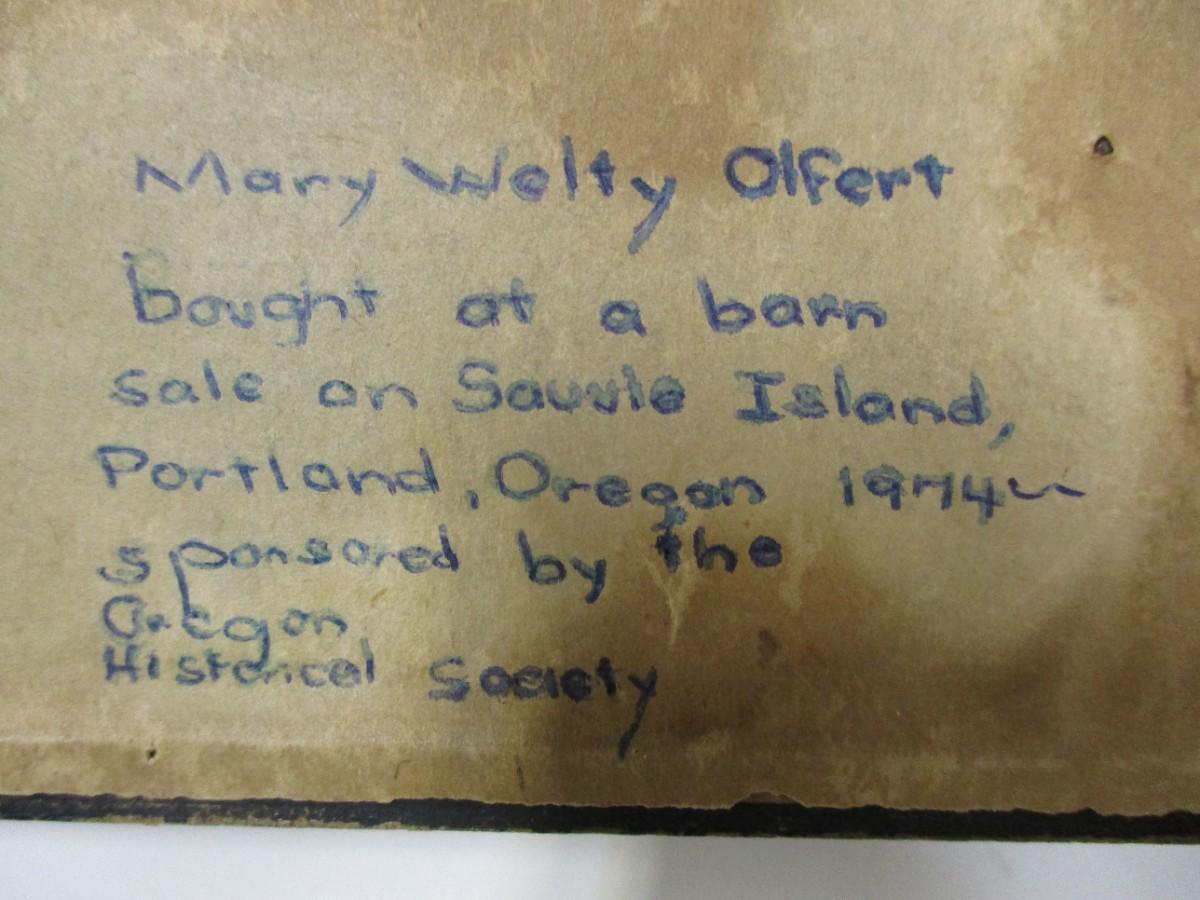 Mary Welty Olfert
bought at a barn
sale on Sauvie Island,
Portland, Oregon 1974~
sponsored by the
Oregon
Historical Society